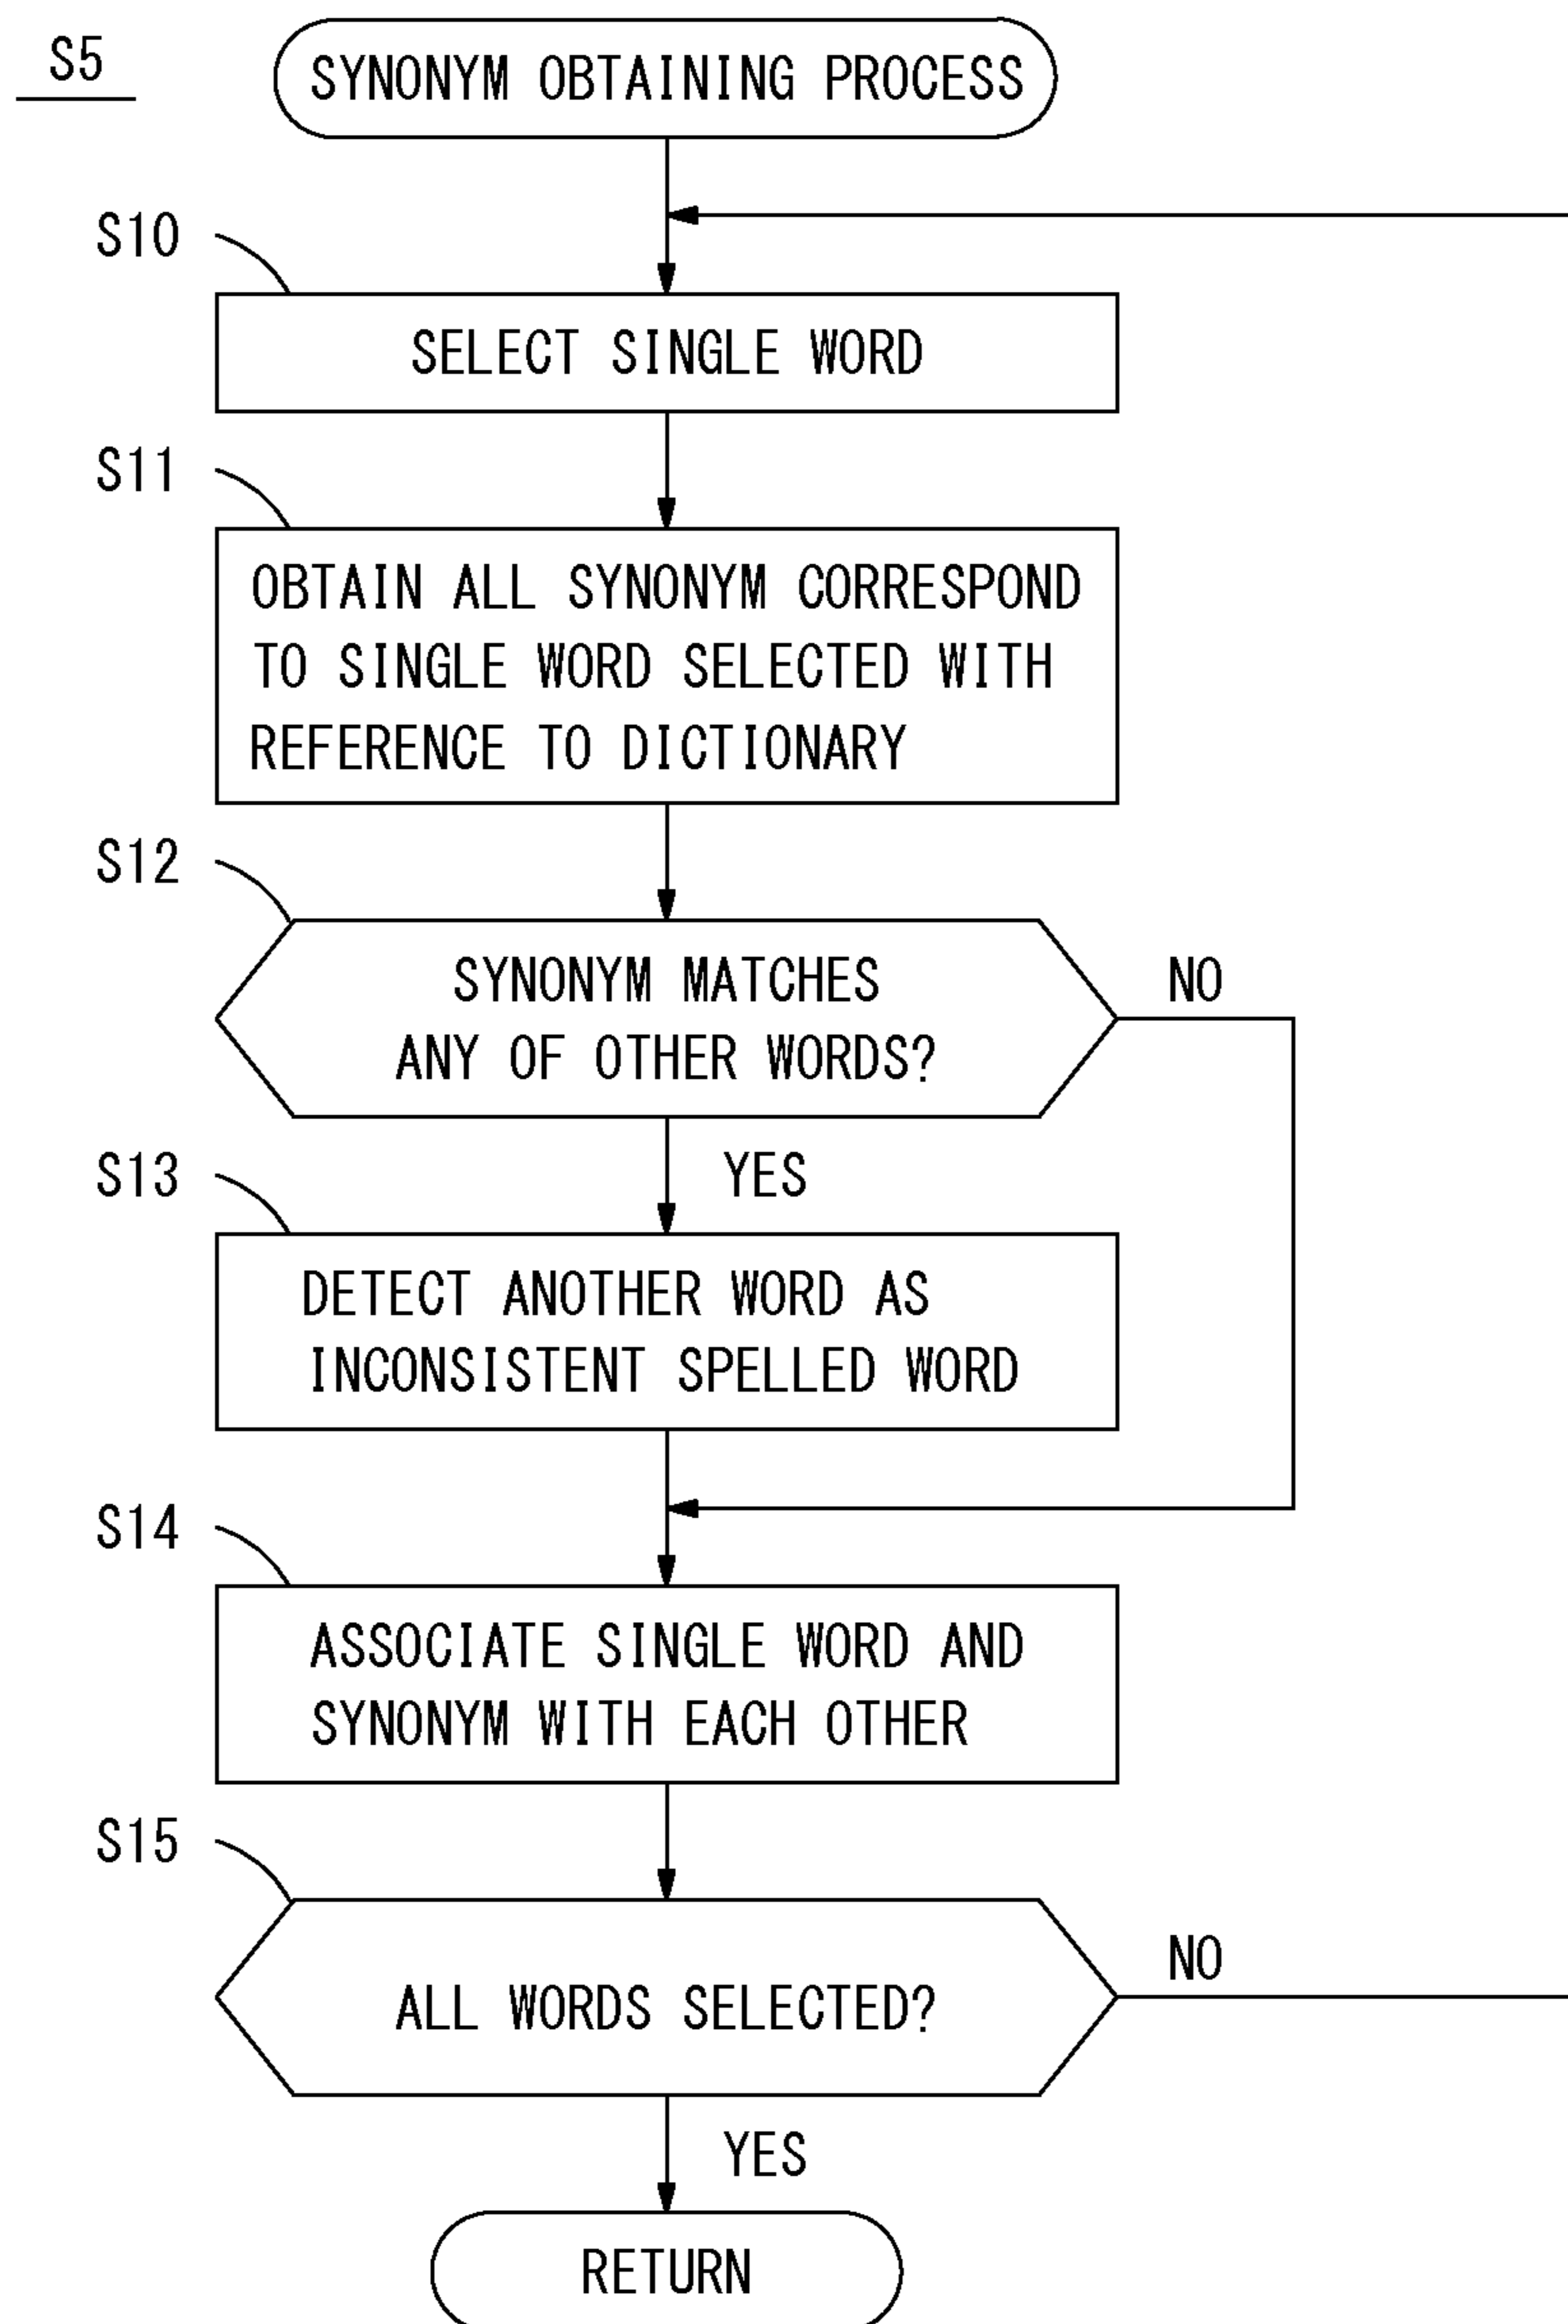 S5
SYNONYM OBTAINING PROCESS
S10
SELECT SINGLE WORD
S11
OBTAIN ALL SYNONYM CORRESPOND
TO SINGLE WORD SELECTED WITH
REFERENCE TO DICTIONARY
S12
SYNONYM MATCHES
ANY OF OTHER WORDS?
NO
YES
S13
DETECT ANOTHER WORD AS
INCONSISTENT SPELLED WORD
S14
ASSOCIATE SINGLE WORD AND
SYNONYM WITH EACH OTHER
S15
ALL WORDS SELECTED?
NO
YES
RETURN